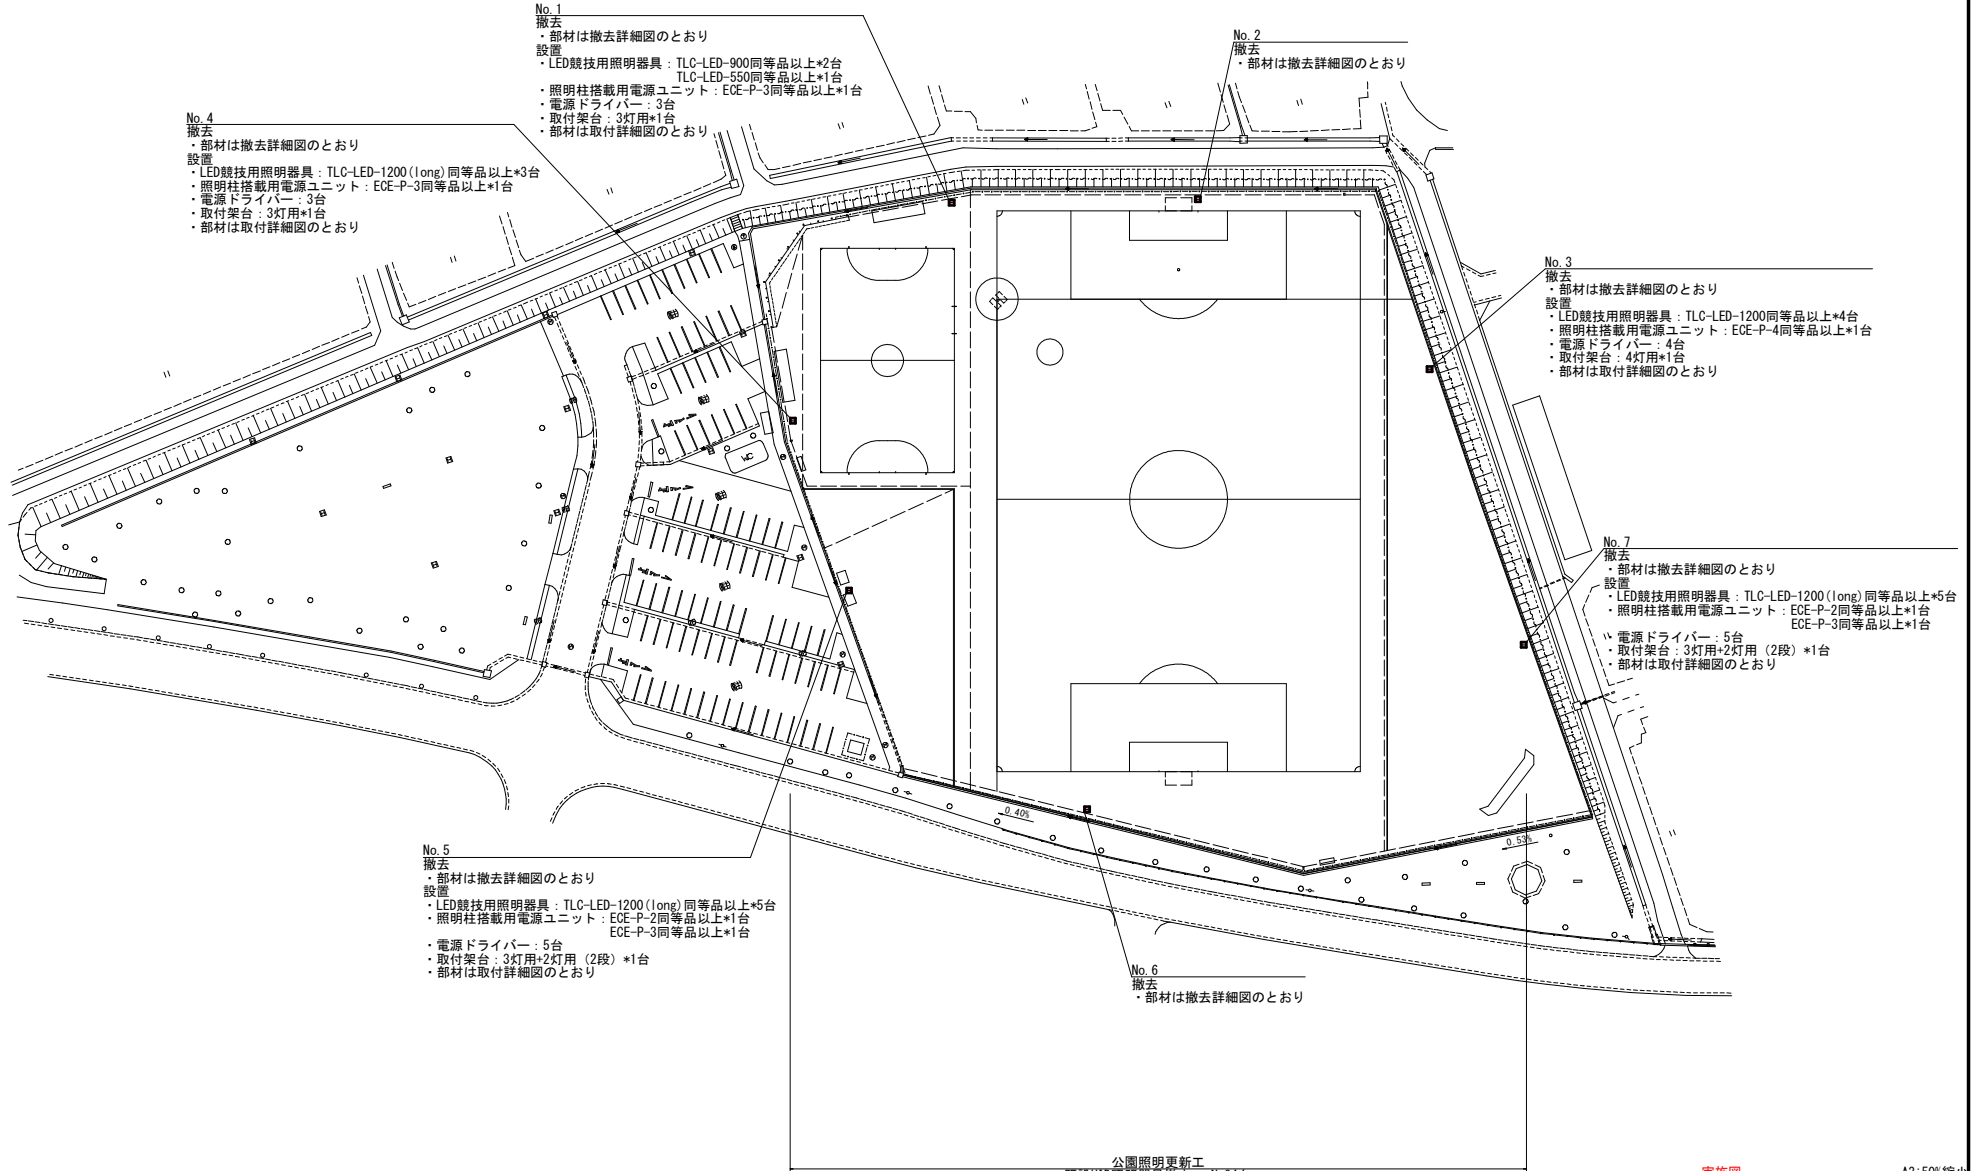 No.1
撤去
・部材は撤去詳細図のとおり
設置
・LED競技用照明器具：TLC-LED-900同等品以上*2台
TLC-LED-550同等品以上*1台
・照明柱搭載用電源ユニット：ECE-P-3同等品以上*1台
・電源ドライバー：3台
・取付架台：3灯用*1台
・部材は取付詳細図のとおり
No.2
撤去
・部材は撤去詳細図のとおり
No.4
撤去
・部材は撤去詳細図のとおり
設置
・LED競技用照明器具：TLC-LED-1200(long)同等品以上*3台
・照明柱搭載用電源ユニット：ECE-P-3同等品以上*1台
・電源ドライバー：3台
・取付架台：3灯用*1台
・部材は取付詳細図のとおり
No.3
撤去
・部材は撤去詳細図のとおり
設置
・LED競技用照明器具：TLC-LED-1200同等品以上*4台
・照明柱搭載用電源ユニット：ECE-P-4同等品以上*1台
・電源ドライバー：4台
・取付架台：4灯用*1台
・部材は取付詳細図のとおり
WC
No.7
撤去
・部材は撤去詳細図のとおり
設置
・LED競技用照明器具：TLC-LED-1200(long)同等品以上*5台
・照明柱搭載用電源ユニット：ECE-P-2同等品以上*1台
ECE-P-3同等品以上*1台
・電源ドライバー：5台
・取付架台：3灯用+2灯用（2段）*1台
・部材は取付詳細図のとおり
0.40%
0.53%
No.5
撤去
・部材は撤去詳細図のとおり
設置
・LED競技用照明器具：TLC-LED-1200(long)同等品以上*5台
・照明柱搭載用電源ユニット：ECE-P-2同等品以上*1台
ECE-P-3同等品以上*1台
・電源ドライバー：5台
・取付架台：3灯用+2灯用（2段）*1台
・部材は取付詳細図のとおり
No.6
撤去
・部材は撤去詳細図のとおり
公園照明更新工